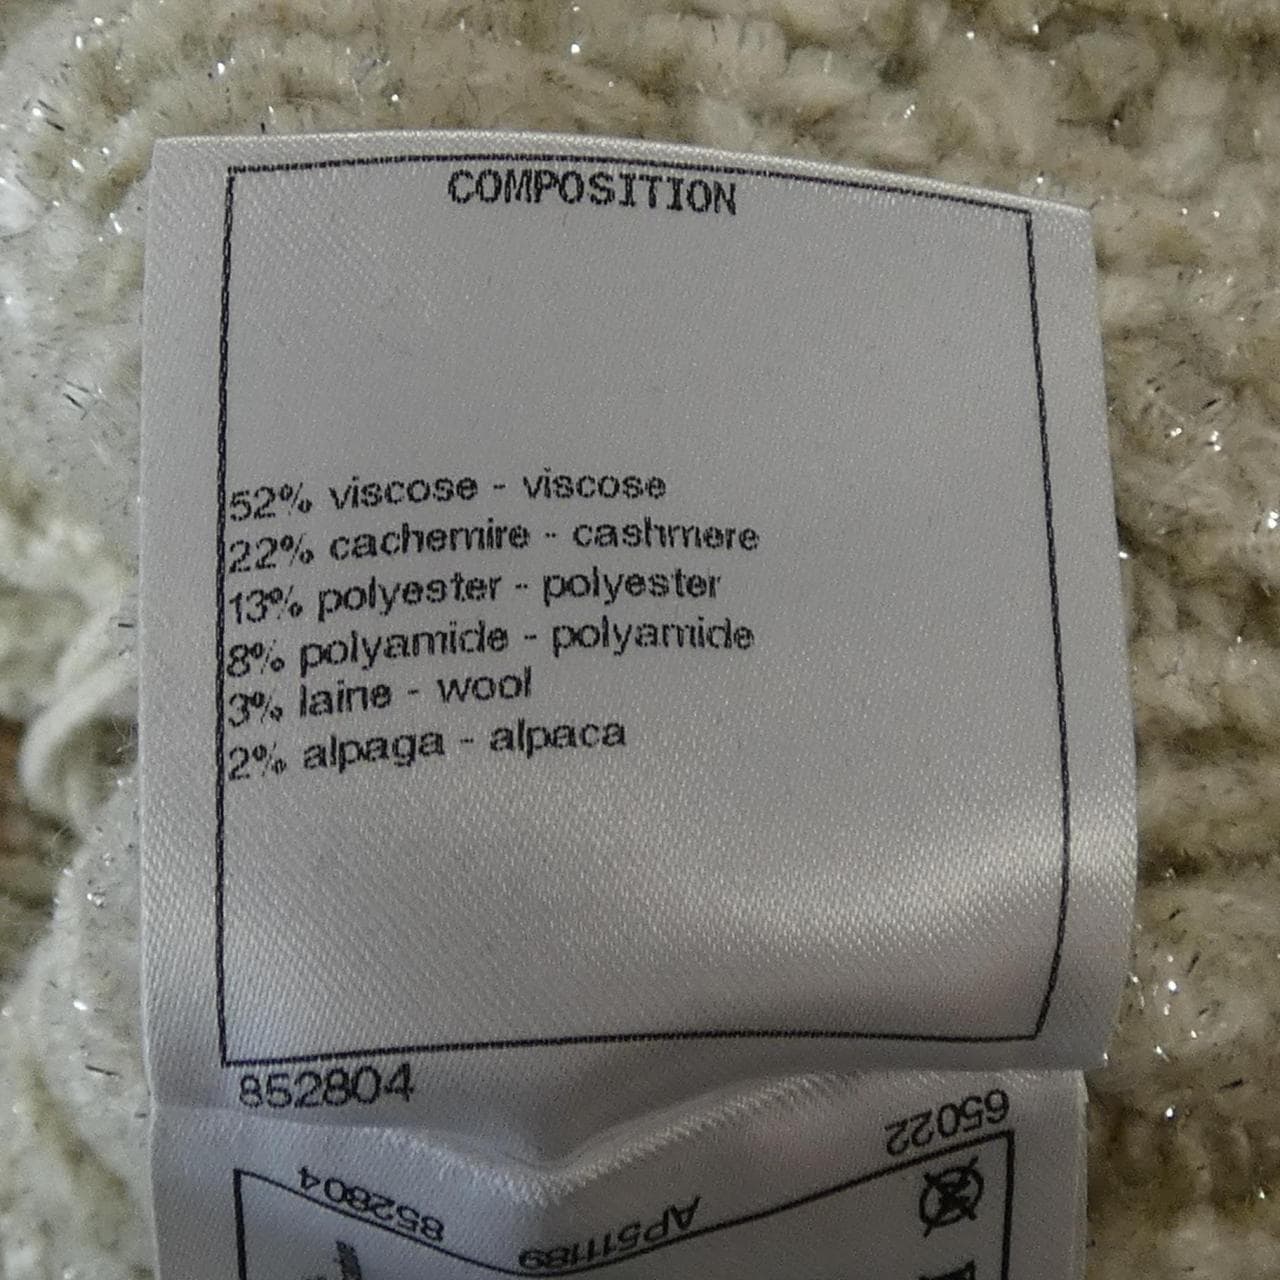 COMPOSITION
52% viscose - viscose
22% cachemire - cashmere
13% polyester - polyester
8% polyamide - polyamide
3% laine - wool
2% alpaga - alpaca
852804
65022
852804
AP51189